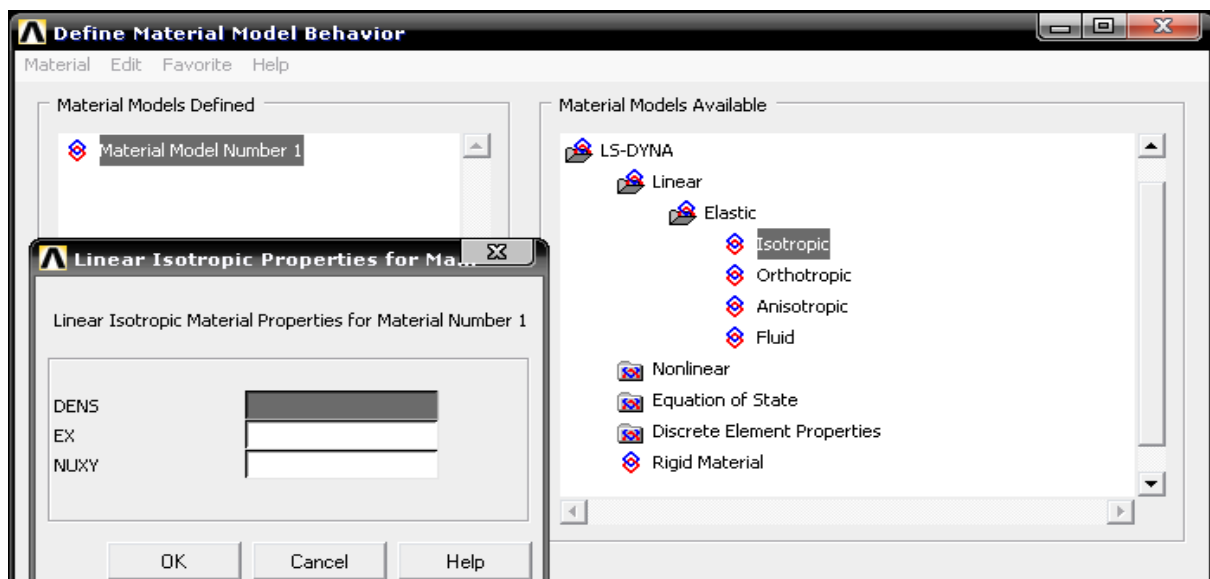 Define Material Model Behavior
Material Edit Favorite Help
Material Models Defined
Material Model Number 1
Material Models Available
LS-DYNA
Linear
Elastic
Isotropic
Orthotropic
Anisotropic
Fluid
Nonlinear
Equation of State
Discrete Element Properties
Rigid Material
Linear Isotropic Properties for Ma...
Linear Isotropic Material Properties for Material Number 1
DENS
EX
NUXY
OK Cancel Help